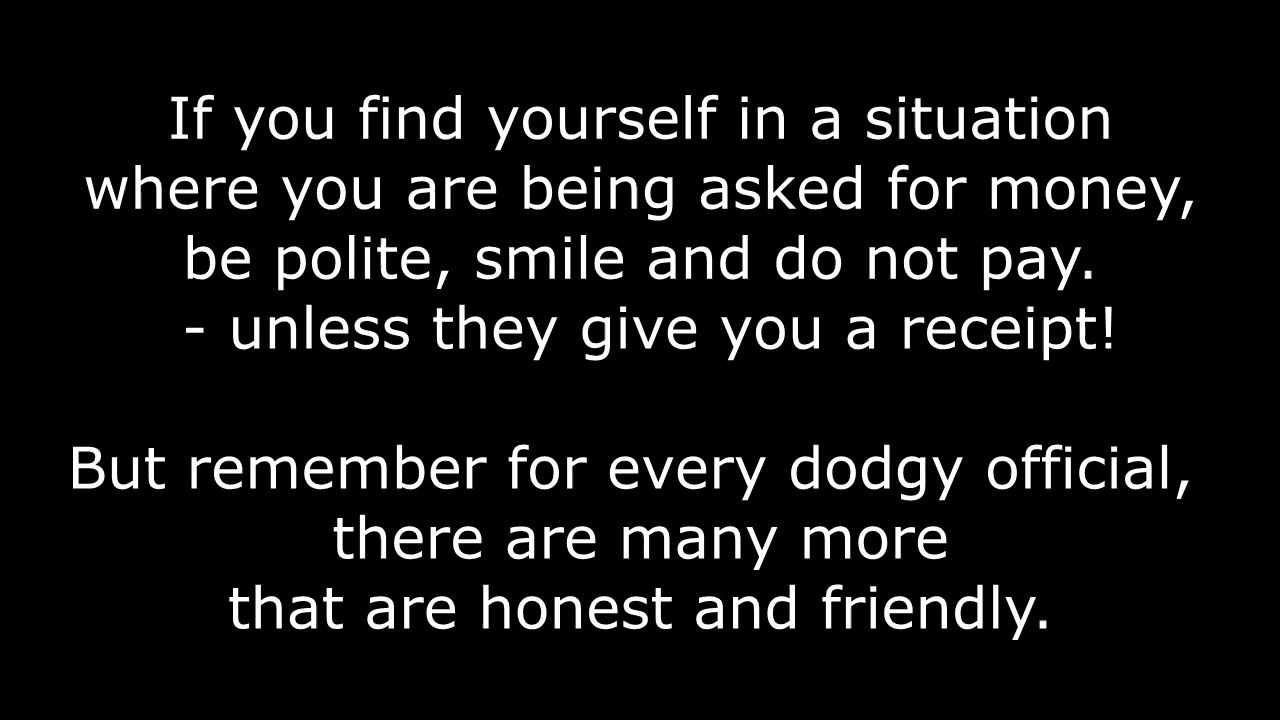 If you find yourself in a situation
where you are being asked for money,
be polite, smile and do not pay.
- unless they give you a receipt!
But remember for every dodgy official,
there are many more
that are honest and friendly.